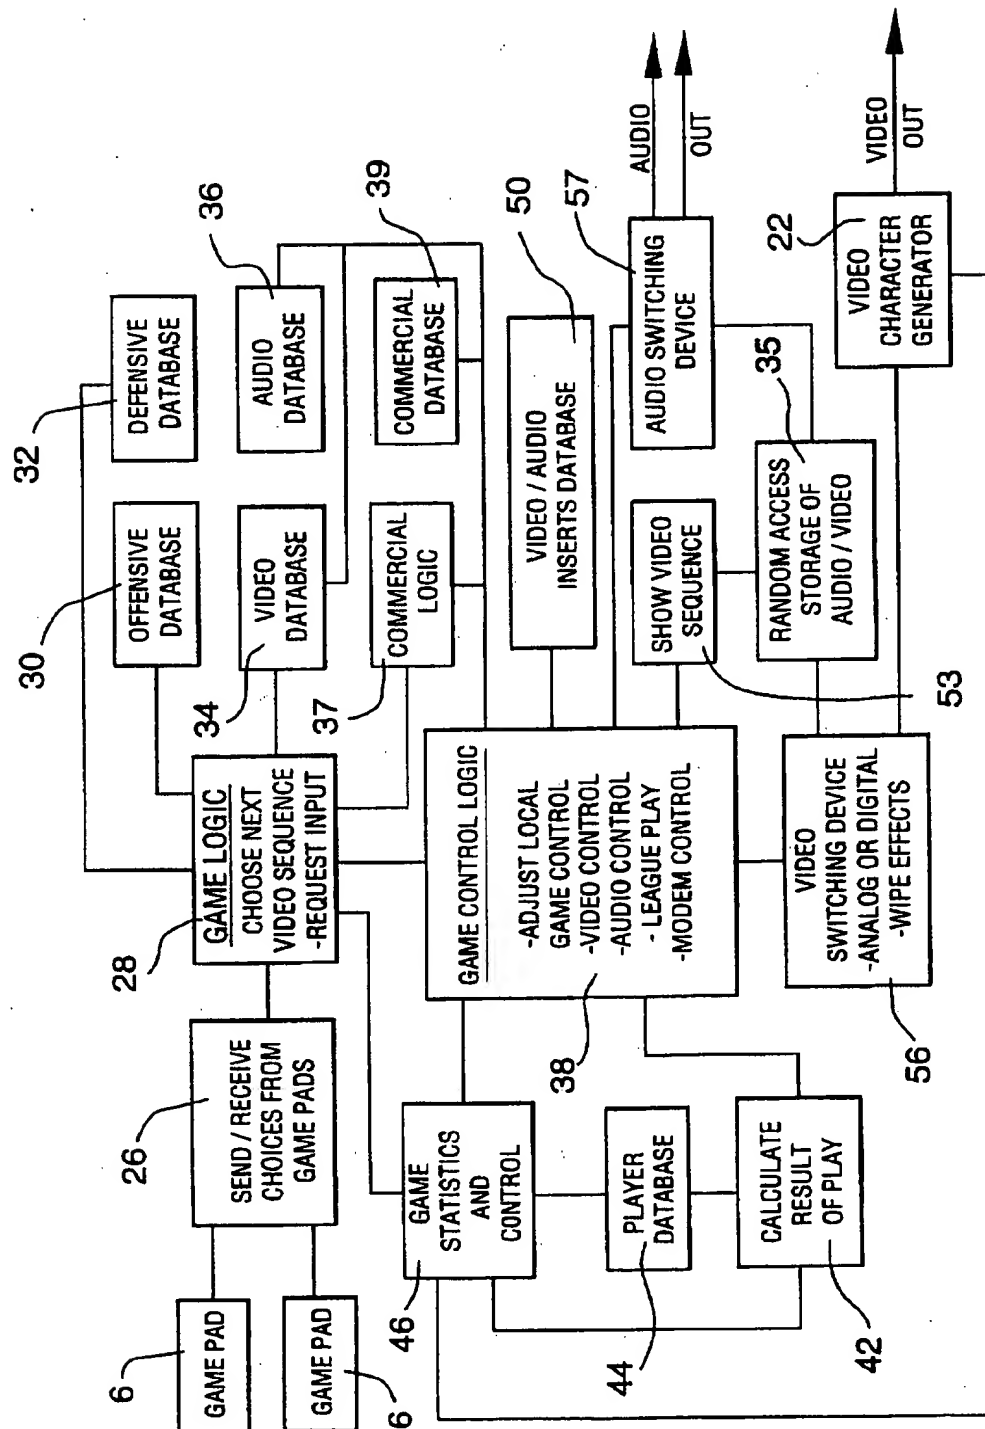 6
GAME PAD
GAME PAD
6
26
SEND / RECEIVE
CHOICES FROM
GAME PADS
28
GAME LOGIC
CHOOSE NEXT
VIDEO SEQUENCE
-REQUEST INPUT
30
OFFENSIVE
DATABASE
32
DEFENSIVE
DATABASE
34
VIDEO
DATABASE
36
AUDIO
DATABASE
37
COMMERCIAL
LOGIC
39
COMMERCIAL
DATABASE
46
GAME
STATISTICS
AND
CONTROL
44
PLAYER
DATABASE
42
CALCULATE
RESULT
OF PLAY
38
GAME CONTROL LOGIC
-ADJUST LOCAL
GAME CONTROL
-VIDEO CONTROL
-AUDIO CONTROL
- LEAGUE PLAY
-MODEM CONTROL
50
VIDEO / AUDIO
INSERTS DATABASE
53
SHOW VIDEO
SEQUENCE
57
AUDIO SWITCHING
DEVICE
AUDIO
OUT
35
RANDOM ACCESS
STORAGE OF
AUDIO / VIDEO
56
VIDEO
SWITCHING DEVICE
-ANALOG OR DIGITAL
-WIPE EFFECTS
22
VIDEO
CHARACTER
GENERATOR
VIDEO
OUT